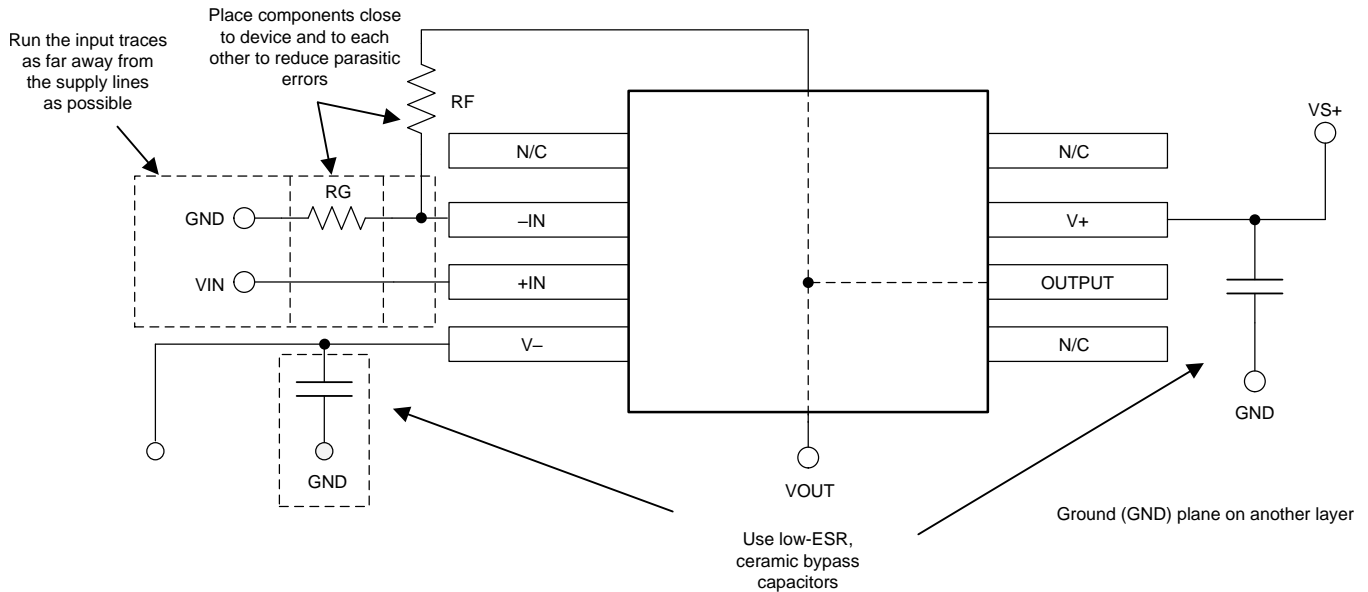 Place components close
to device and to each
other to reduce parasitic
errors
Run the input traces
as far away from
the supply lines
as possible
RF
VS+
N/C
N/C
RG
GND
–IN
V+
VIN
+IN
OUTPUT
V–
N/C
GND
GND
VOUT
Ground (GND) plane on another layer
Use low-ESR,
ceramic bypass
capacitors